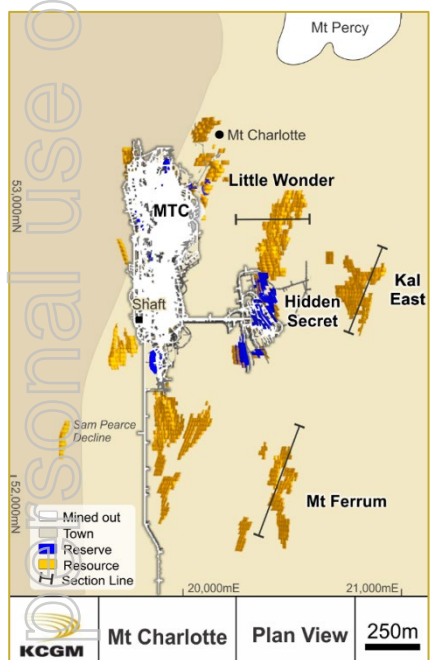 Mt Percy
Mt Charlotte
Little Wonder
MTC
53,000mN
Kal
East
Hidden
Secret
Shaft
Sam Pearce
Decline
Mt Ferrum
52,000mN
Mined out
Town
Reserve
Resource
Section Line
20,000mE
21,000mE
KCGM
Mt Charlotte
Plan View
250m
personal use o